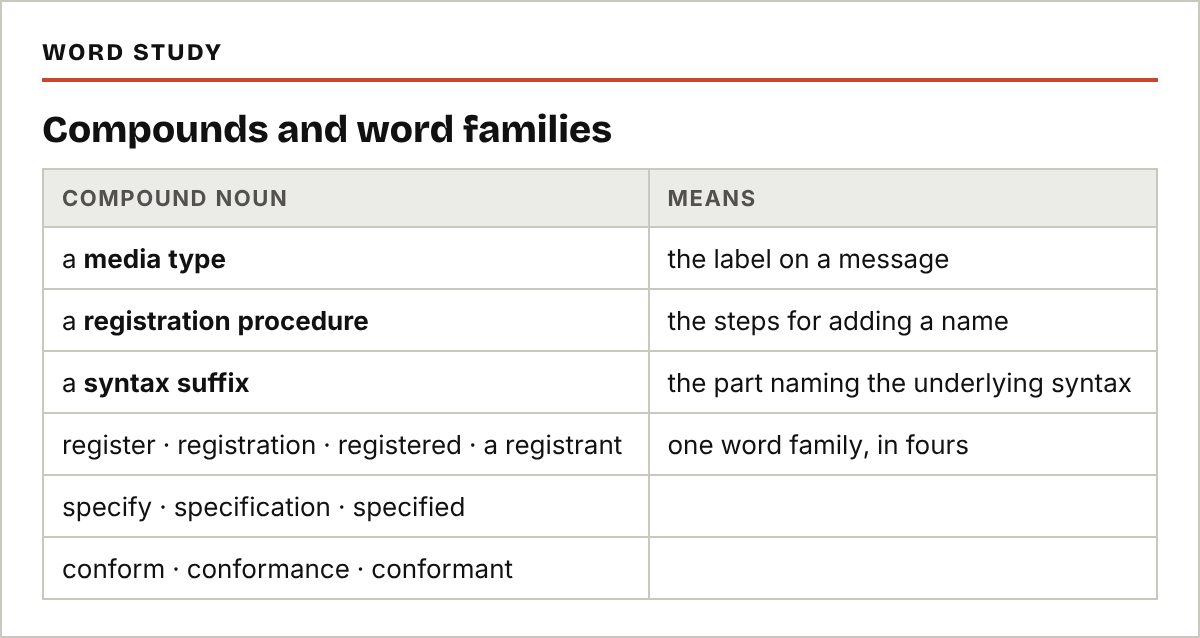 WORD STUDY
Compounds and word families
COMPOUND NOUN MEANS
a media type the label on a message
a registration procedure the steps for adding a name
a syntax suffix the part naming the underlying syntax
register · registration · registered · a registrant one word family, in fours
specify · specification · specified
conform · conformance · conformant